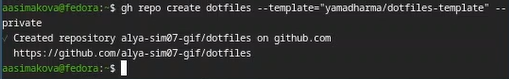 aasimakova@fedora:~$ gh repo create dotfiles --template="yamadharma/dotfiles-template" --
private
✓ Created repository alya-sim07-gif/dotfiles on github.com
https://github.com/alya-sim07-gif/dotfiles
aasimakova@fedora:~$